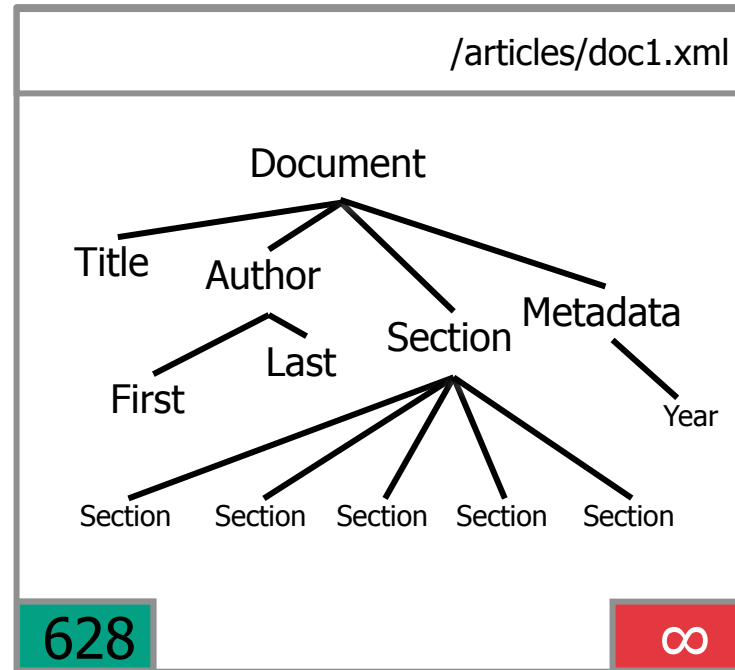 /articles/doc1.xml
Document
Title
Author
Section
Metadata
First
Last
Year
Section
Section
Section
Section
Section
628
∞